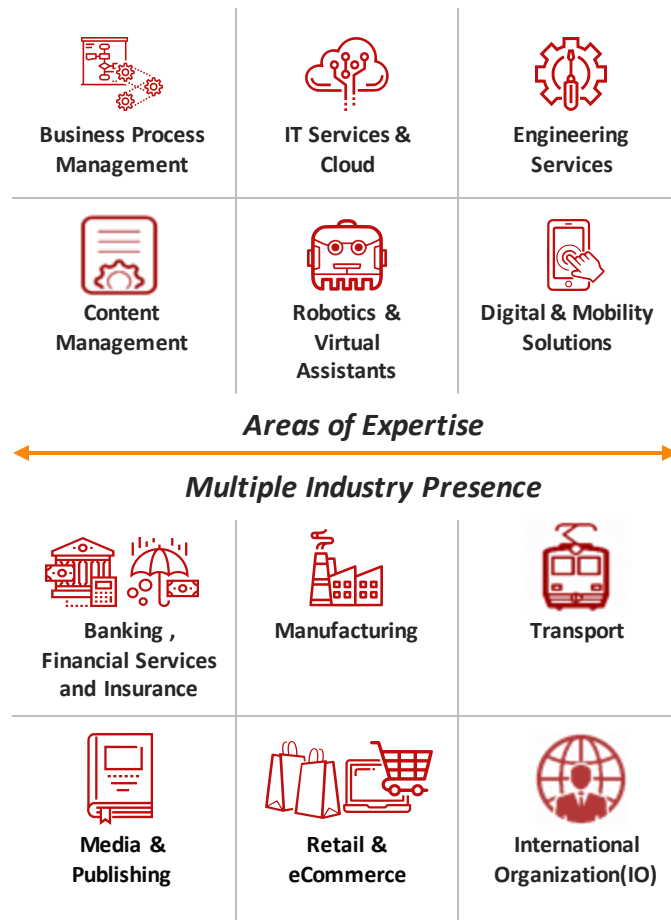 Business Process
Management
IT Services &
Cloud
Engineering
Services
Content
Management
Robotics &
Virtual
Assistants
Digital & Mobility
Solutions
Areas of Expertise
Multiple Industry Presence
Banking ,
Financial Services
and Insurance
Manufacturing
Transport
Media &
Publishing
Retail &
eCommerce
International
Organization(IO)